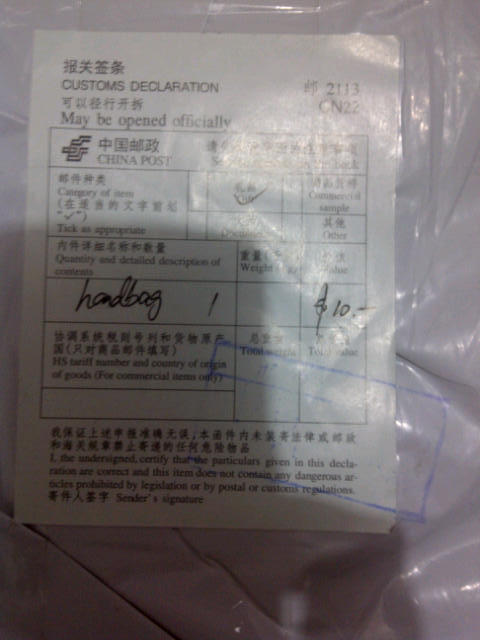 报关签条
CUSTOMS DECLARATION
可以径行开拆
May be opened officially
邮 2113
CN22
中国邮政
CHINA POST
邮件种类
Category of item
(在适当的文字前划
“✓”)
Tick as appropriate
礼品
Gift
商品货样
Commercial
sample
Documents
其他
Other
内件详细名称和数量
Quantity and detailed description of
contents
重量
Weight
价值
Value
handbag 1 $ 10.-
协调系统税则号列和货物原产
国(只对商品邮件填写)
HS tariff number and country of origin
of goods (For commercial items only)
总重量
Total weight
Total value
我保证上述申报准确无误,本函件内未装寄法律或邮政
和海关规章禁止寄递的任何危险物品
I, the undersigned, certify that the particulars given in this decla-
ration are correct and this item does not contain any dangerous ar-
ticles prohibited by legislation or by postal or customs regulations.
寄件人签字 Sender's signature